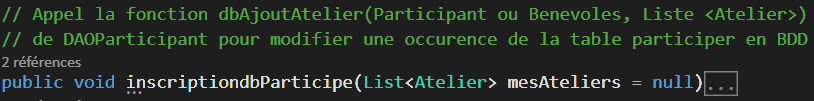 // Appel la fonction dbAjoutAtelier(Participant ou Benevoles, Liste <Atelier>)
// de DAOParticipant pour modifier une occurence de la table participer en BDD
2 références
public void inscriptiondbParticipe(List<Atelier> mesAteliers = null)...